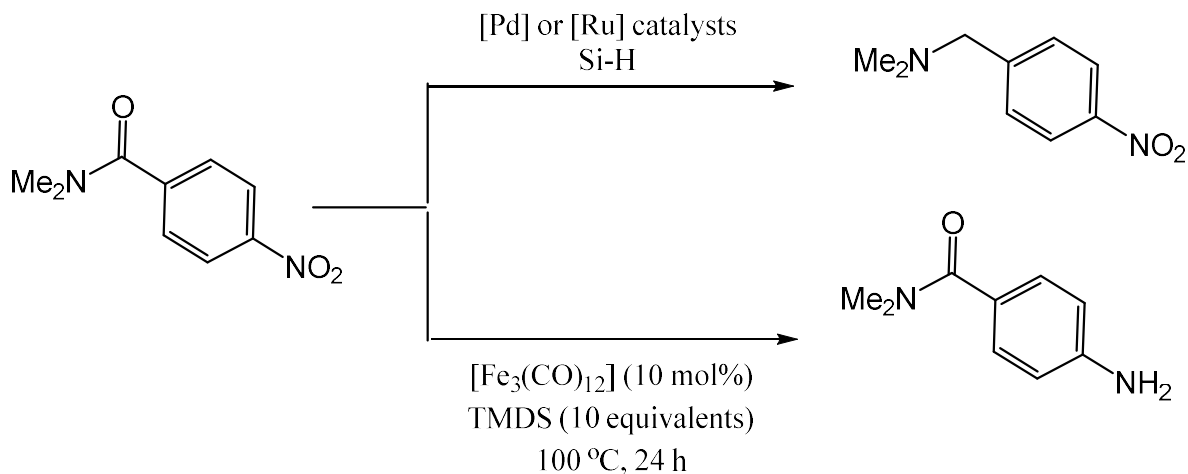 [Pd] or [Ru] catalysts
Si-H
Me₂N
NO₂
O
Me₂N
NO₂
O
Me₂N
NH₂
[Fe₃(CO)₁₂] (10 mol%)
TMDS (10 equivalents)
100 ºC, 24 h